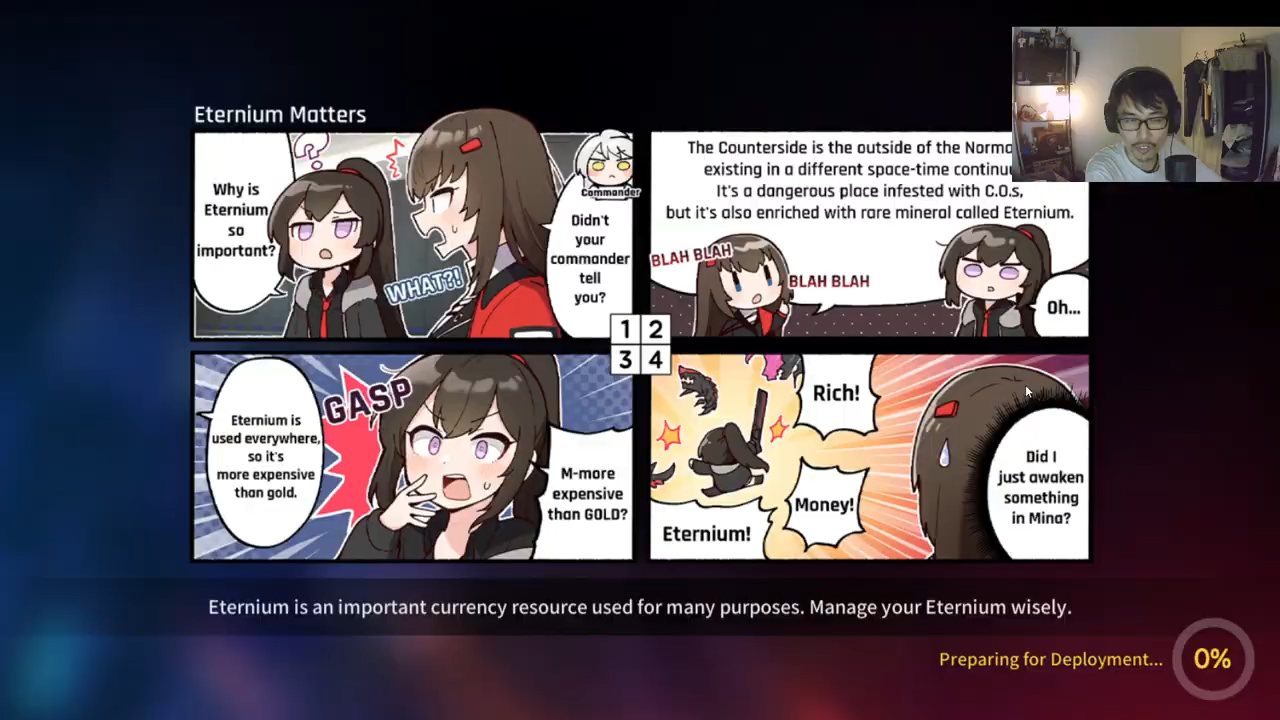 Eternium Matters
Why is
Eternium
so
important?
WHAT?!
Commander
Didn't
your
commander
tell
you?
The Counterside is the outside of the
existing in a different space-time
It's a dangerous place infested with C.O.s,
but it's also enriched with rare mineral called Eternium.
BLAH BLAH
BLAH BLAH
Oh...
1 2
3 4
Eternium is
used everywhere,
so it's
more expensive
than gold.
GASP
M-more
expensive
than GOLD?
Rich!
Money!
Eternium!
Did I
just awaken
something
in Mina?
Eternium is an important currency resource used for many purposes. Manage your Eternium wisely.
Preparing for Deployment...
0%